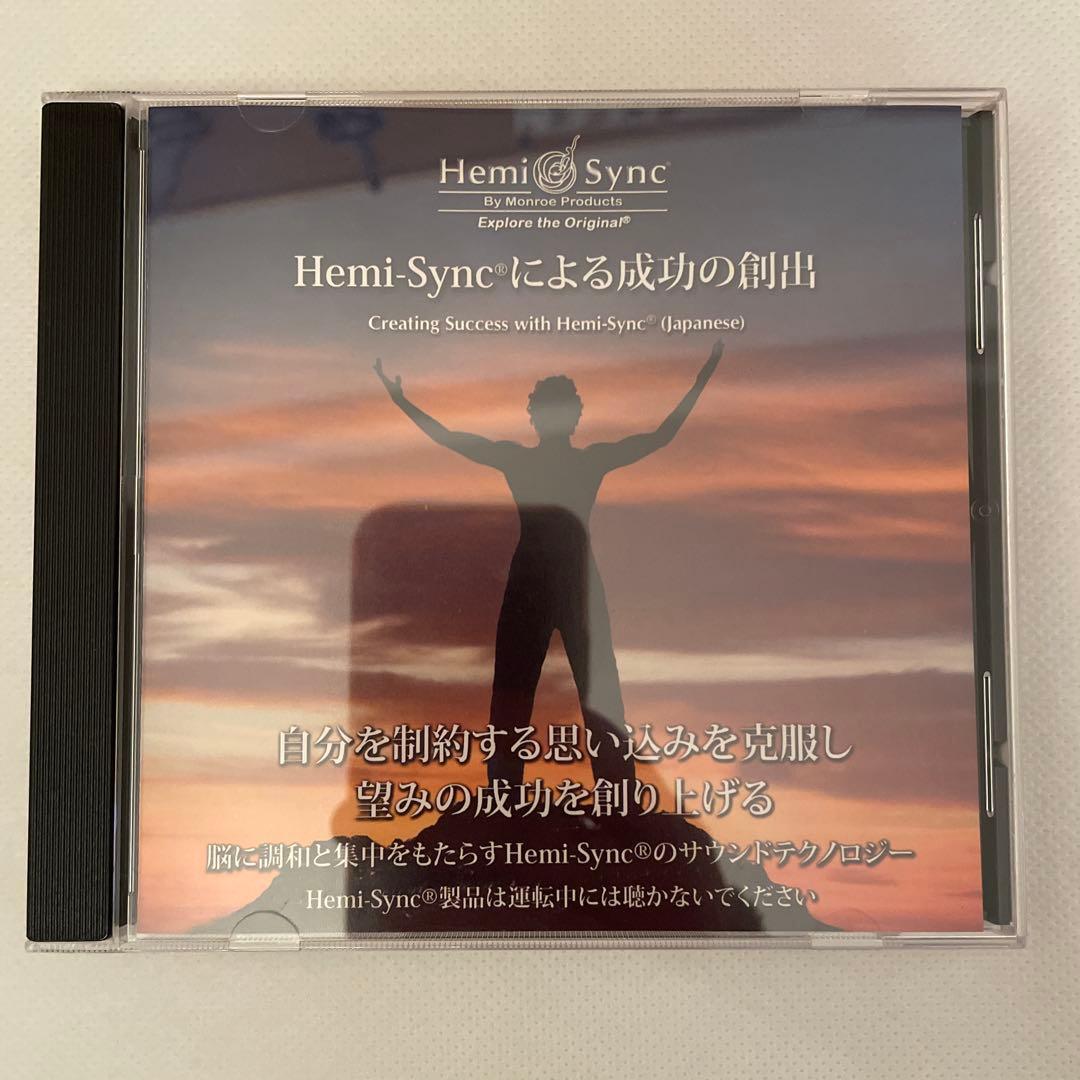 Hemi Sync®
By Monroe Products
Explore the Original®
Hemi-Sync®による成功の創出
Creating Success with Hemi-Sync® (Japanese)
自分を制約する思い込みを克服し
望みの成功を創り上げる
脳に調和と集中をもたらすHemi-Sync®のサウンドテクノロジー
Hemi-Sync®製品は運転中には聴かないでください